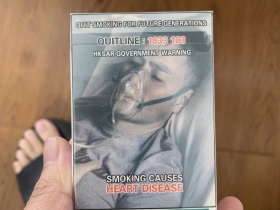 QUIT SMOKING FOR FUTURE GENERATIONS
QUITLINE : 1833 183
HKSAR GOVERNMENT WARNING
SMOKING CAUSES
HEART DISEASE